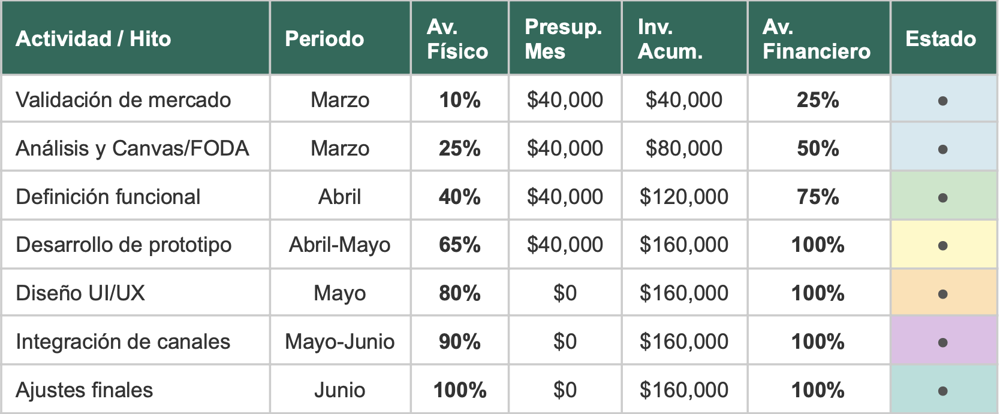 Actividad / Hito Periodo Av. Físico Presup. Mes Inv. Acum. Av. Financiero Estado
Validación de mercado Marzo 10% $40,000 $40,000 25% ●
Análisis y Canvas/FODA Marzo 25% $40,000 $80,000 50% ●
Definición funcional Abril 40% $40,000 $120,000 75% ●
Desarrollo de prototipo Abril-Mayo 65% $40,000 $160,000 100% ●
Diseño UI/UX Mayo 80% $0 $160,000 100% ●
Integración de canales Mayo-Junio 90% $0 $160,000 100% ●
Ajustes finales Junio 100% $0 $160,000 100% ●